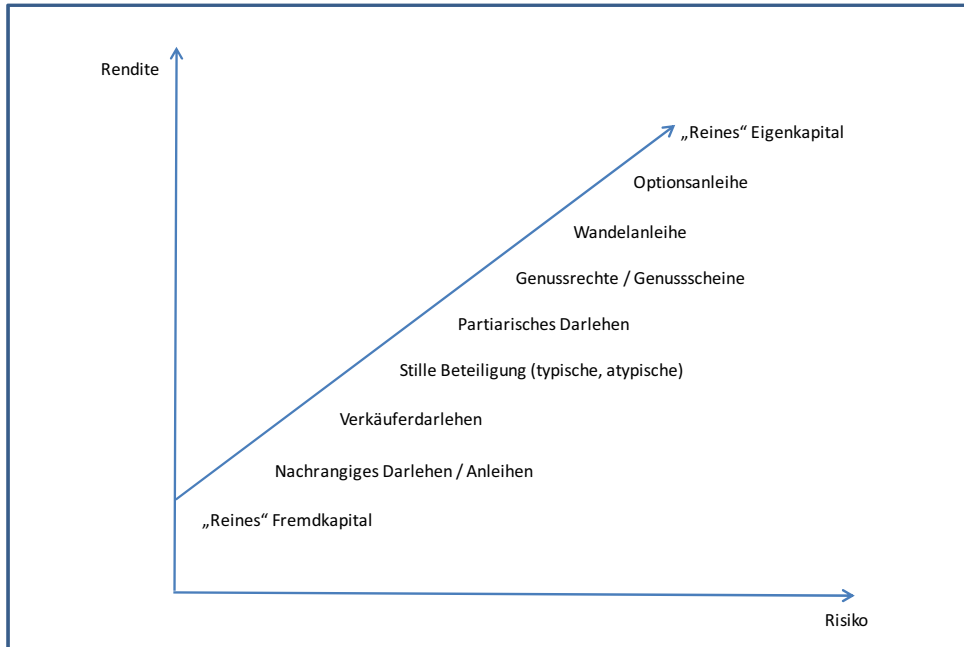 Rendite
„Reines“ Eigenkapital
Optionsanleihe
Wandelanleihe
Genussrechte / Genussscheine
Partiarisches Darlehen
Stille Beteiligung (typische, atypische)
Verkäuferdarlehen
Nachrangiges Darlehen / Anleihen
„Reines“ Fremdkapital
Risiko